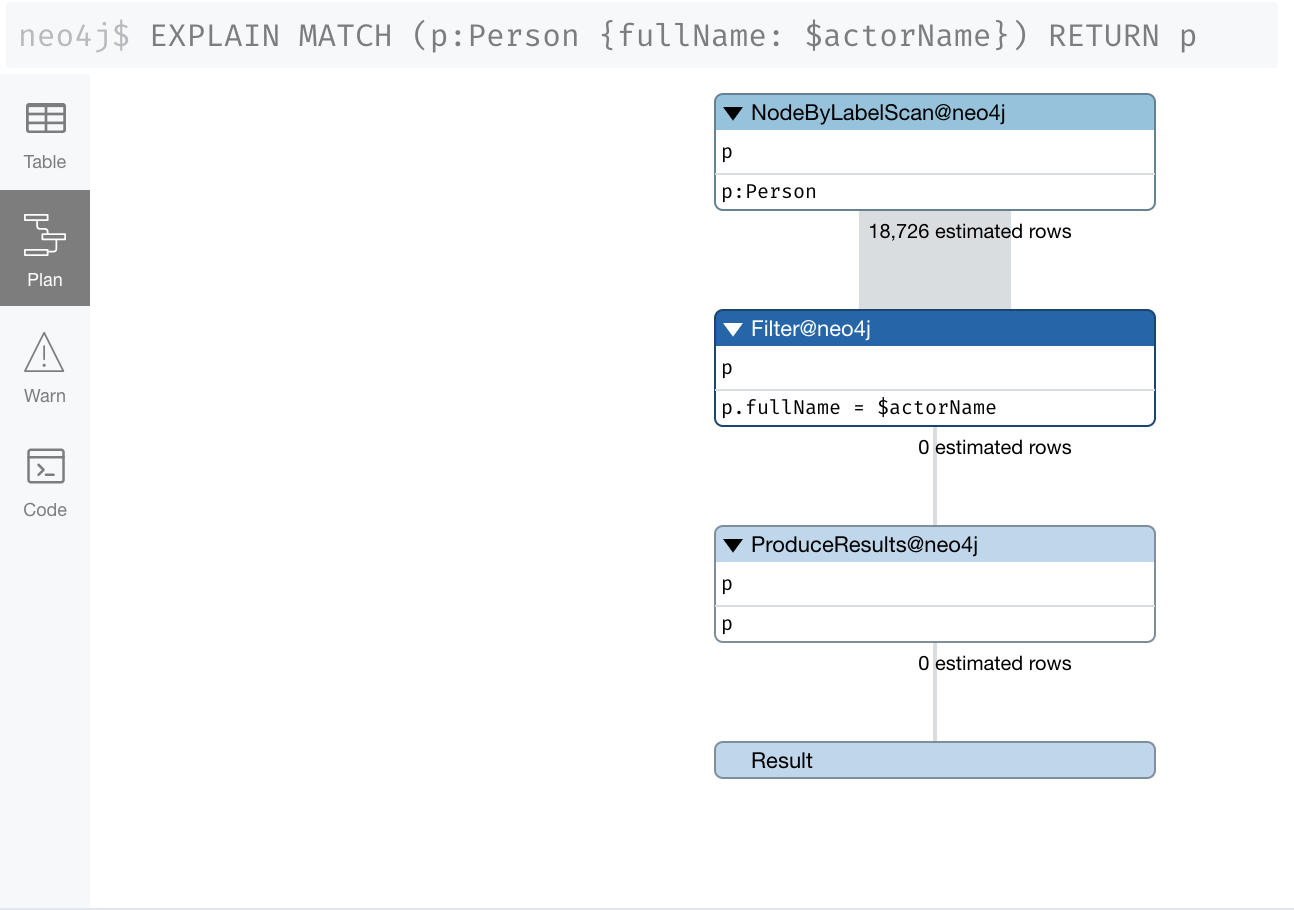 neo4j$ EXPLAIN MATCH (p:Person {fullName: $actorName}) RETURN p
Table
Plan
Warn
Code
NodeByLabelScan@neo4j
p
p:Person
18,726 estimated rows
Filter@neo4j
p
p.fullName = $actorName
0 estimated rows
ProduceResults@neo4j
p
p
0 estimated rows
Result